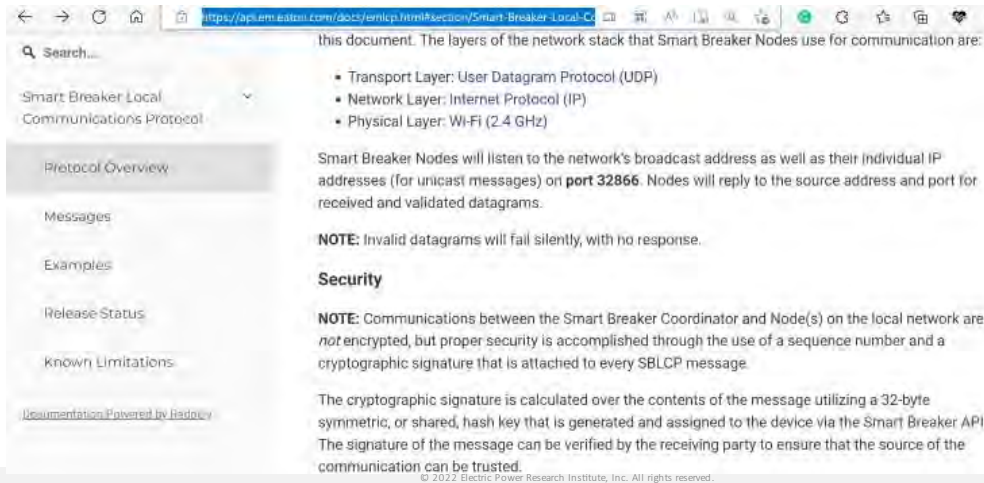 https://api.em.eaton.com/docs/emlcp.html#section/Smart-Breaker-Local-Co
Search...
Smart Breaker Local
Communications Protocol
Protocol Overview
Messages
Examples
Release Status
Known Limitations
Documentation Powered by Redocly
this document. The layers of the network stack that Smart Breaker Nodes use for communication are:
• Transport Layer: User Datagram Protocol (UDP)
• Network Layer: Internet Protocol (IP)
• Physical Layer: Wi-Fi (2.4 GHz)
Smart Breaker Nodes will listen to the network's broadcast address as well as their individual IP
addresses (for unicast messages) on port 32866. Nodes will reply to the source address and port for
received and validated datagrams.
NOTE: Invalid datagrams will fail silently, with no response.
Security
NOTE: Communications between the Smart Breaker Coordinator and Node(s) on the local network are
not encrypted, but proper security is accomplished through the use of a sequence number and a
cryptographic signature that is attached to every SBLCP message.
The cryptographic signature is calculated over the contents of the message utilizing a 32-byte
symmetric, or shared, hash key that is generated and assigned to the device via the Smart Breaker API
The signature of the message can be verified by the receiving party to ensure that the source of the
communication can be trusted.
© 2022 Electric Power Research Institute, Inc. All rights reserved.